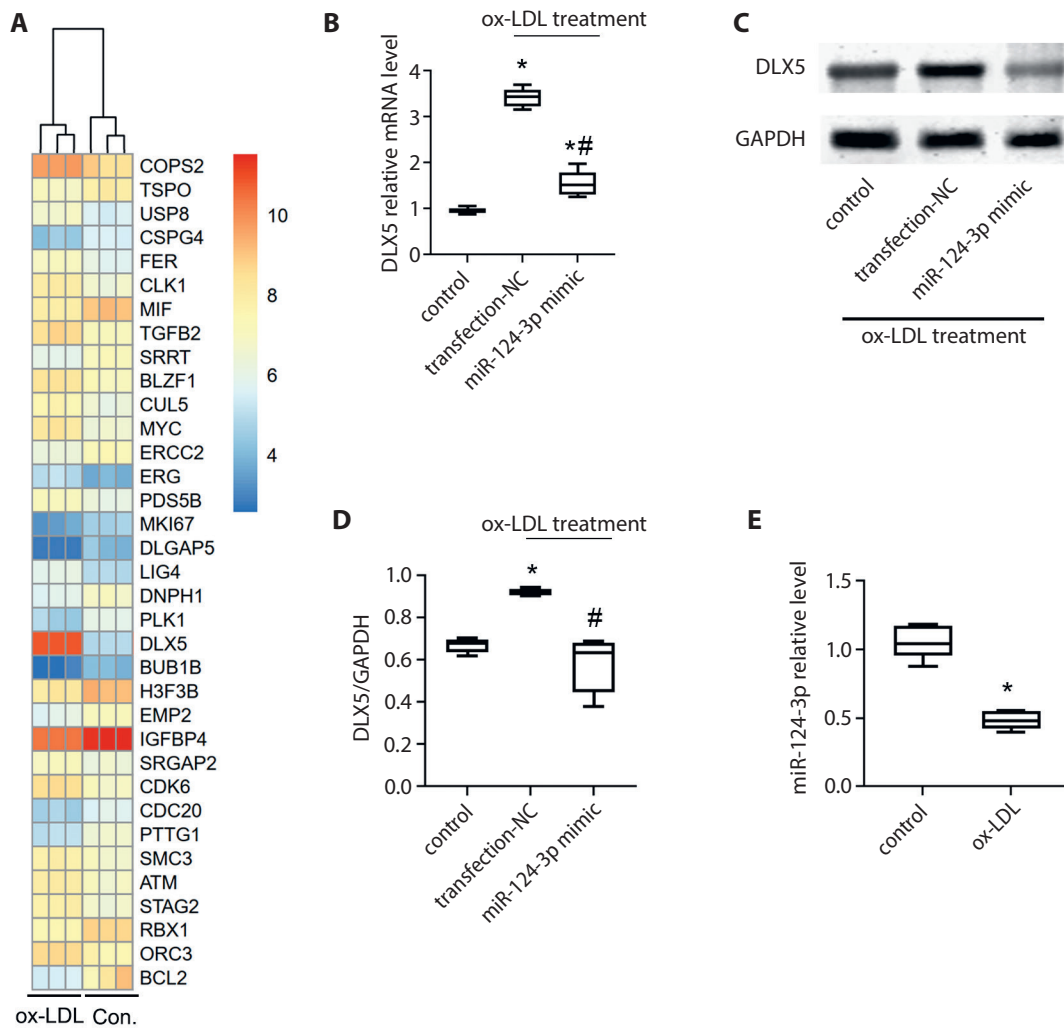 A
COPS2
TSPO
USP8
CSPG4
FER
CLK1
MIF
TGFB2
SRRT
BLZF1
CUL5
MYC
ERCC2
ERG
PDS5B
MKI67
DLGAP5
LIG4
DNPH1
PLK1
DLX5
BUB1B
H3F3B
EMP2
IGFBP4
SRGAP2
CDK6
CDC20
PTTG1
SMC3
ATM
STAG2
RBX1
ORC3
BCL2
10
8
6
4
ox-LDL Con.
B
ox-LDL treatment
DLX5 relative mRNA level
4
3
2
1
0
*
*#
control
transfection-NC
miR-124-3p mimic
C
DLX5
GAPDH
control
transfection-NC
miR-124-3p mimic
ox-LDL treatment
D
ox-LDL treatment
DLX5/GAPDH
1.0
0.8
0.6
0.4
0.2
0.0
*
#
control
transfection-NC
miR-124-3p mimic
E
miR-124-3p relative level
1.5
1.0
0.5
0.0
*
control
ox-LDL